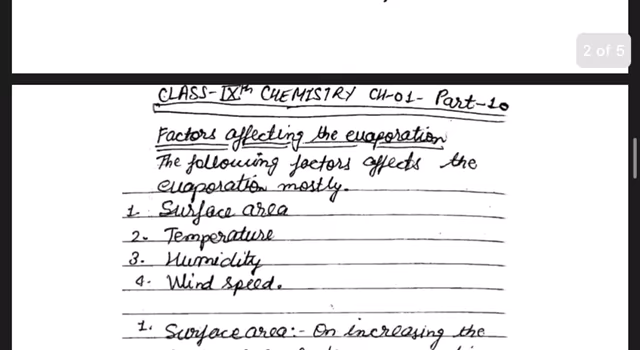 2 of 5
CLASS-IXth CHEMISTRY CH-01- Part-10
Factors affecting the evaporation
The following factors affects the
evaporation mostly.
1. Surface area
2. Temperature
3. Humidity
4. Wind speed.
1. Surface area:- On increasing the